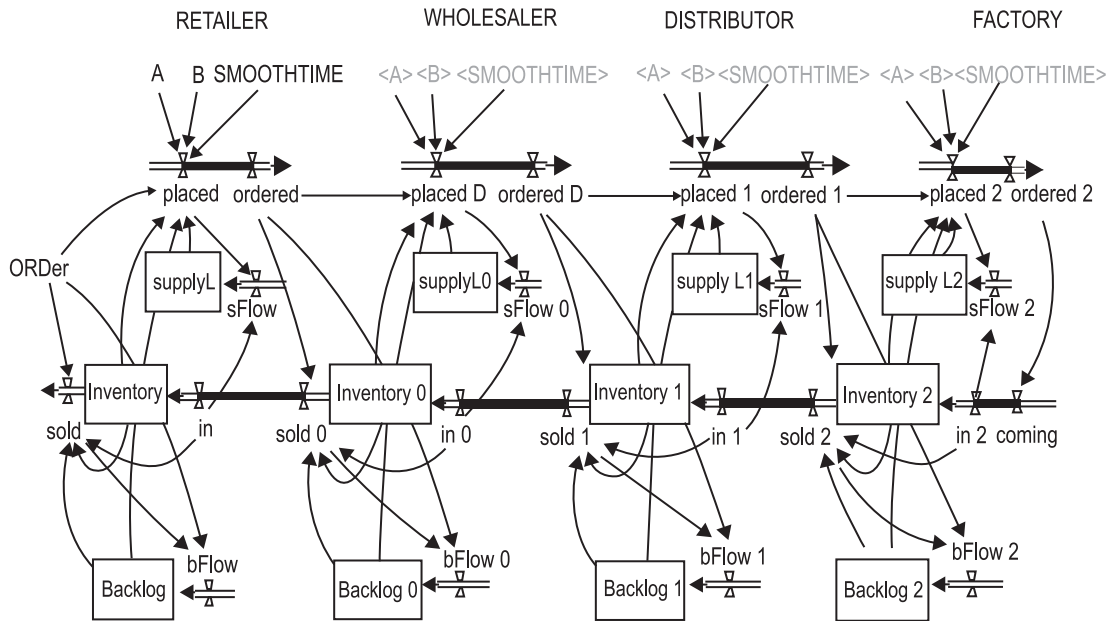 RETAILER WHOLESALER DISTRIBUTOR FACTORY
A B SMOOTHTIME <A> <B> <SMOOTHTIME> <A> <B> <SMOOTHTIME> <A> <B> <SMOOTHTIME>
placed ordered placed D ordered D placed 1 ordered 1 placed 2 ordered 2
ORDer supplyL supplyL0 supply L1 supply L2
sFlow sFlow 0 sFlow 1 sFlow 2
Inventory Inventory 0 Inventory 1 Inventory 2
sold in sold 0 in 0 sold 1 in 1 sold 2 in 2 coming
bFlow bFlow 0 bFlow 1 bFlow 2
Backlog Backlog 0 Backlog 1 Backlog 2